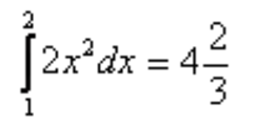 ∫₁² 2x² dx = 4 2/3